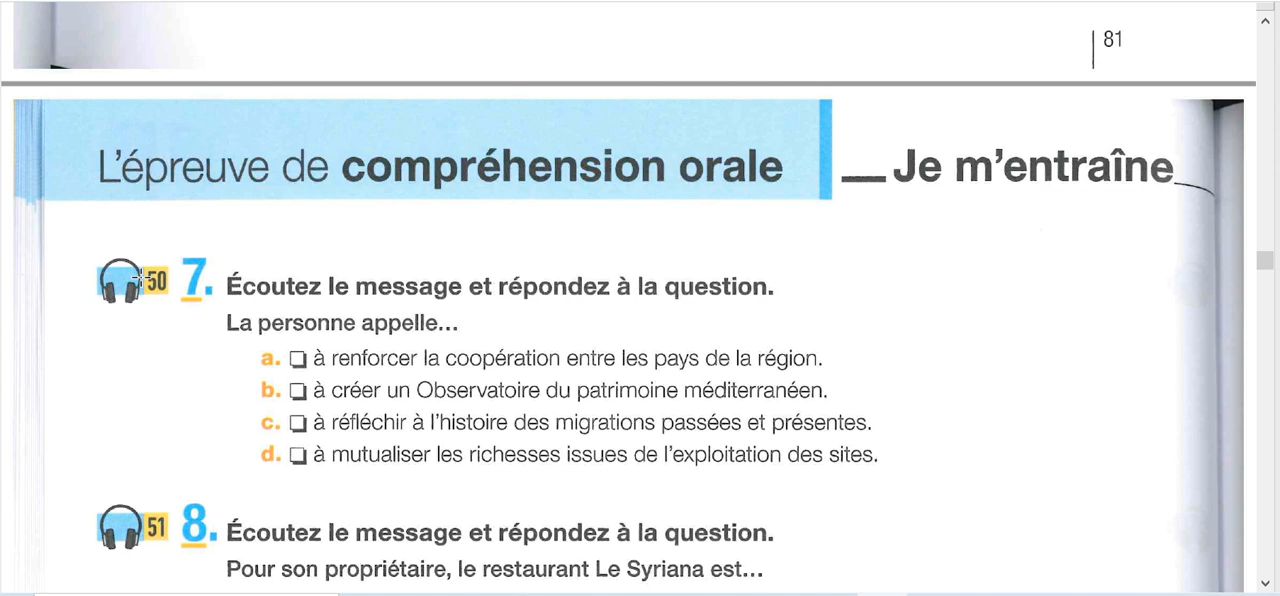 81
L'épreuve de compréhension orale __ Je m'entraîne
50 7. Écoutez le message et répondez à la question.
La personne appelle...
a. ❏ à renforcer la coopération entre les pays de la région.
b. ❏ à créer un Observatoire du patrimoine méditerranéen.
c. ❏ à réfléchir à l'histoire des migrations passées et présentes.
d. ❏ à mutualiser les richesses issues de l'exploitation des sites.
51 8. Écoutez le message et répondez à la question.
Pour son propriétaire, le restaurant Le Syriana est...